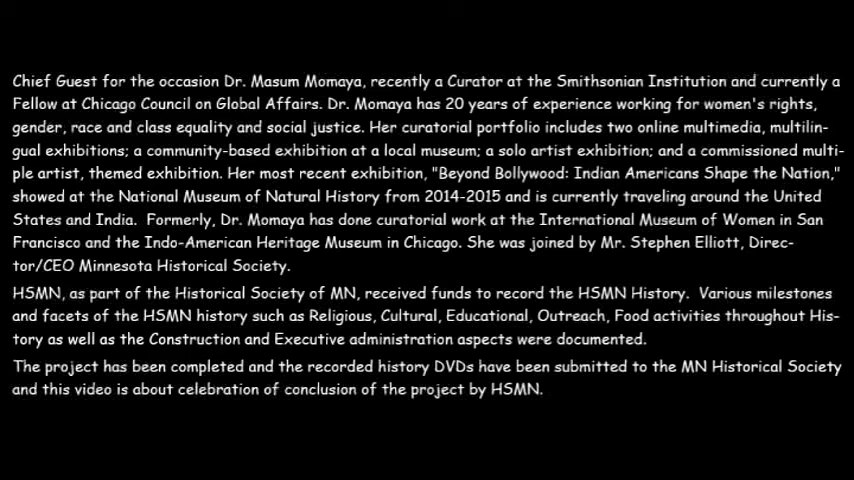 Chief Guest for the occasion Dr. Masum Momaya, recently a Curator at the Smithsonian Institution and currently a
Fellow at Chicago Council on Global Affairs. Dr. Momaya has 20 years of experience working for women's rights,
gender, race and class equality and social justice. Her curatorial portfolio includes two online multimedia, multilin-
gual exhibitions; a community-based exhibition at a local museum; a solo artist exhibition; and a commissioned multi-
ple artist, themed exhibition. Her most recent exhibition, "Beyond Bollywood: Indian Americans Shape the Nation,"
showed at the National Museum of Natural History from 2014-2015 and is currently traveling around the United
States and India.  Formerly, Dr. Momaya has done curatorial work at the International Museum of Women in San
Francisco and the Indo-American Heritage Museum in Chicago. She was joined by Mr. Stephen Elliott, Direc-
tor/CEO Minnesota Historical Society.
HSMN, as part of the Historical Society of MN, received funds to record the HSMN History.  Various milestones
and facets of the HSMN history such as Religious, Cultural, Educational, Outreach, Food activities throughout His-
tory as well as the Construction and Executive administration aspects were documented.
The project has been completed and the recorded history DVDs have been submitted to the MN Historical Society
and this video is about celebration of conclusion of the project by HSMN.